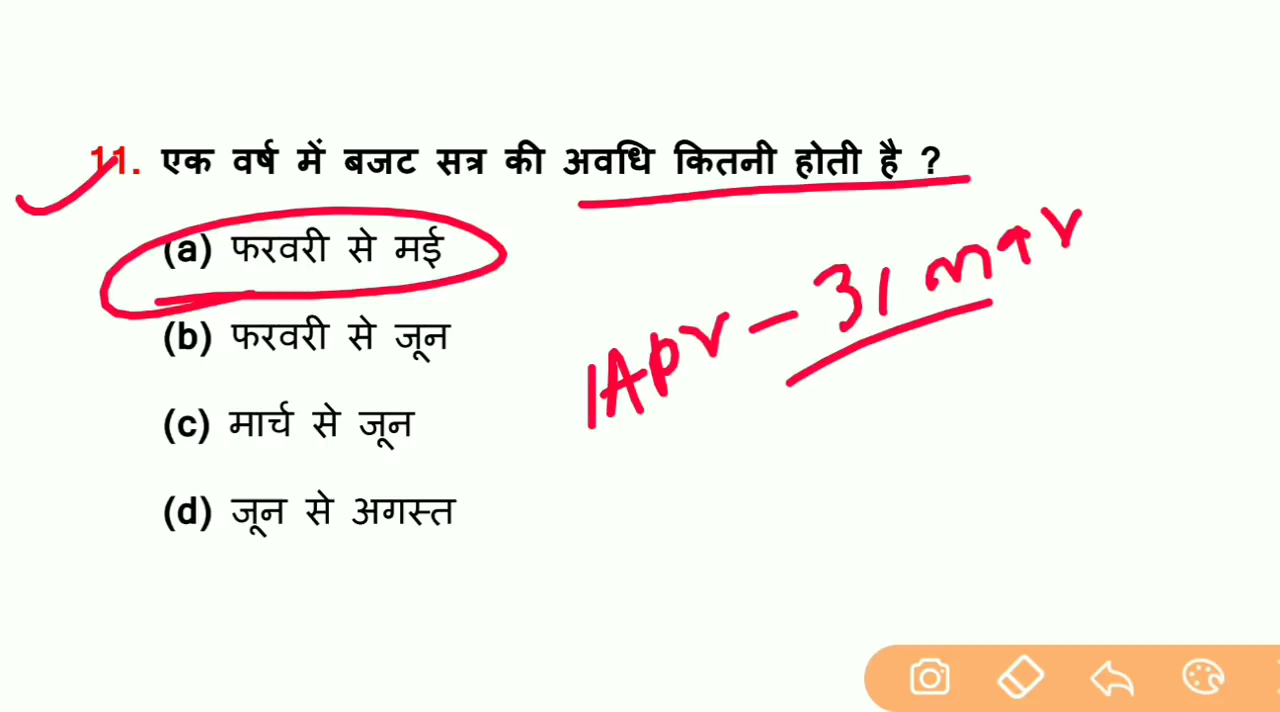 11. एक वर्ष में बजट सत्र की अवधि कितनी होती है ?
(a) फरवरी से मई
(b) फरवरी से जून
(c) मार्च से जून
(d) जून से अगस्त
1Apr - 31 mar